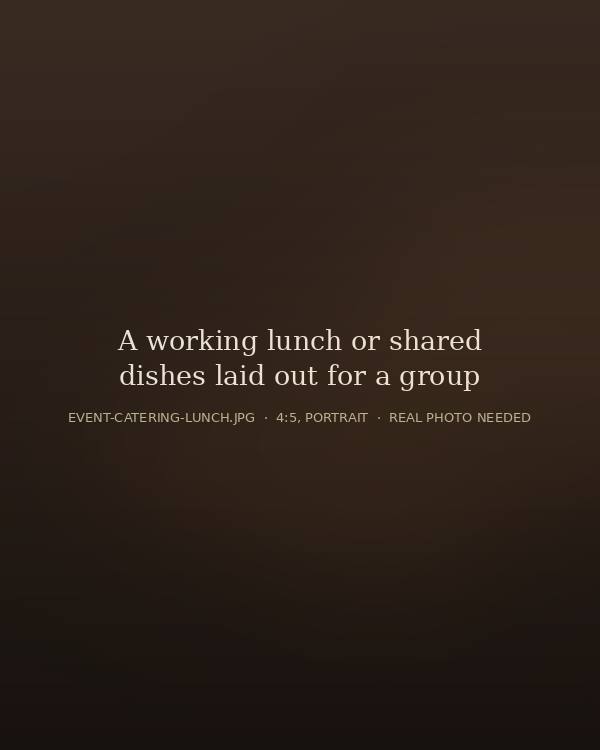 A working lunch or shared
dishes laid out for a group
EVENT-CATERING-LUNCH.JPG · 4:5, PORTRAIT · REAL PHOTO NEEDED